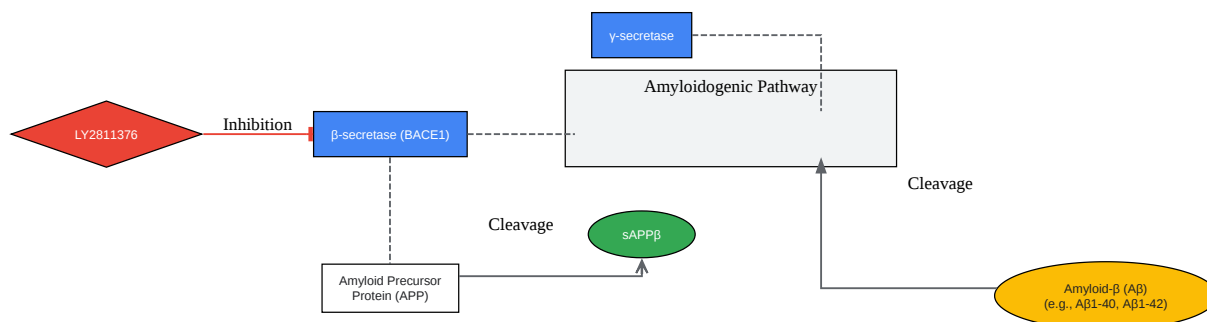 γ-secretase
Amyloidogenic Pathway
LY2811376
Inhibition
β-secretase (BACE1)
Cleavage
Cleavage
sAPPβ
Amyloid Precursor
Protein (APP)
Amyloid-β (Aβ)
(e.g., Aβ1-40, Aβ1-42)